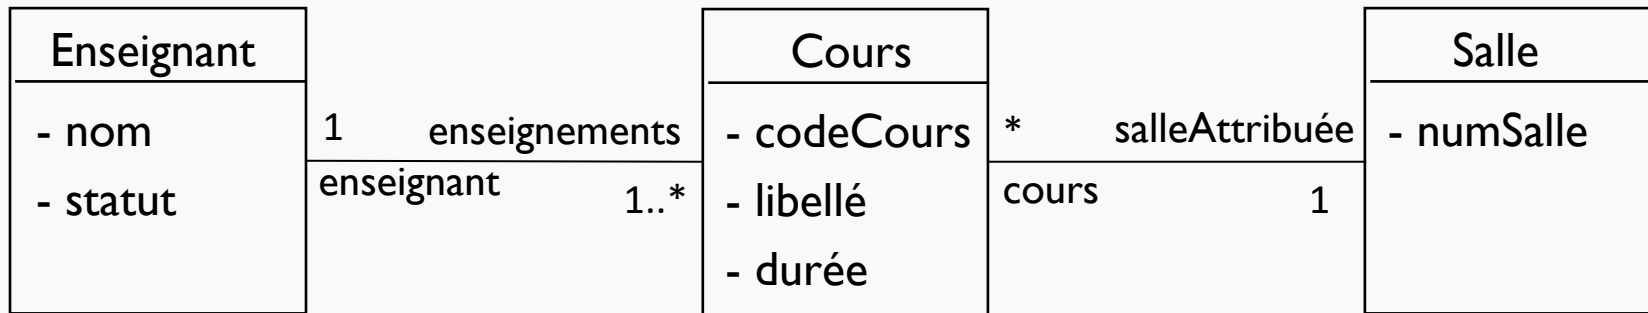 Enseignant
- nom
- statut
1 enseignements
enseignant 1..*
Cours
- codeCours
- libellé
- durée
* salleAttribuée
cours 1
Salle
- numSalle